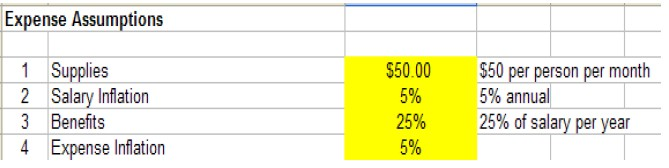 Expense Assumptions
1 Supplies $50.00 $50 per person per month
2 Salary Inflation 5% 5% annual
3 Benefits 25% 25% of salary per year
4 Expense Inflation 5%